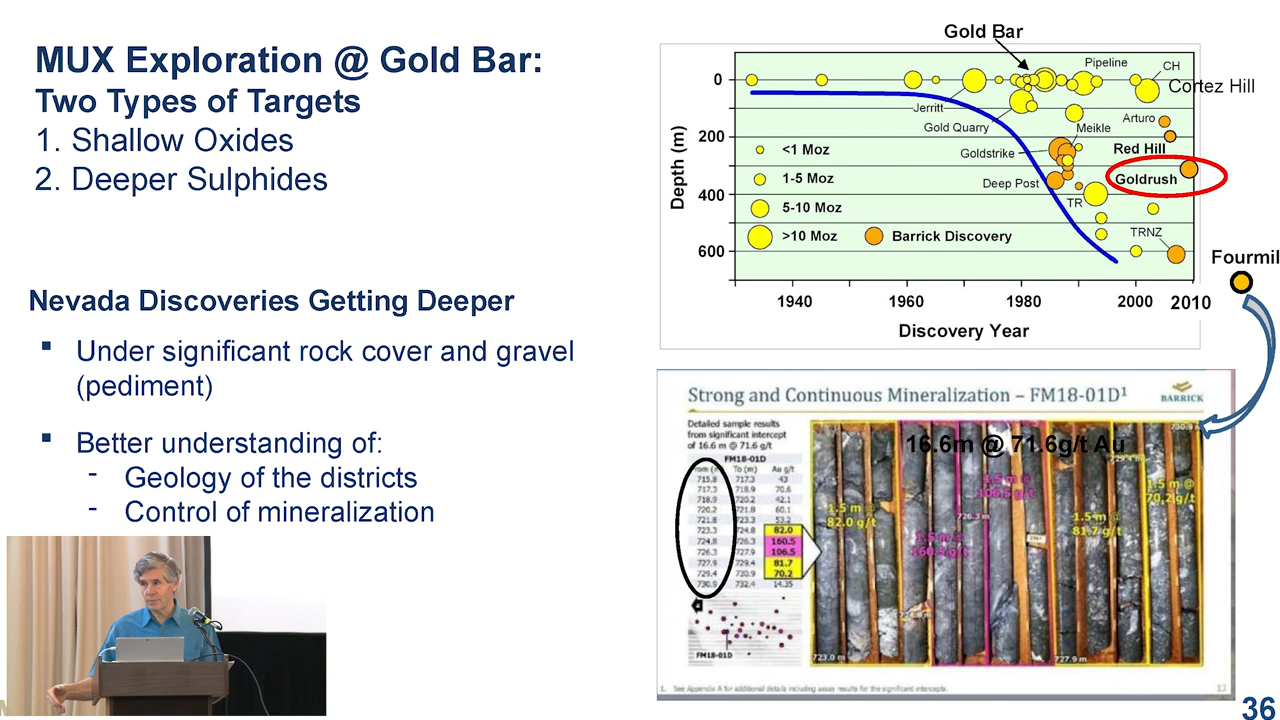 MUX Exploration @ Gold Bar:
Two Types of Targets
1. Shallow Oxides
2. Deeper Sulphides
Nevada Discoveries Getting Deeper
▪ Under significant rock cover and gravel
(pediment)
▪ Better understanding of:
- Geology of the districts
- Control of mineralization
Gold Bar
Pipeline
CH
Cortez Hill
Jerritt
Gold Quarry
Arturo
Meikle
Goldstrike
Red Hill
Deep Post
Goldrush
TR
TRNZ
<1 Moz
1-5 Moz
5-10 Moz
>10 Moz
Barrick Discovery
Depth (m)
0
200
400
600
1940 1960 1980 2000 2010
Discovery Year
Fourmil
Strong and Continuous Mineralization – FM18-01D¹
BARRICK
Detailed sample results
from significant intercept
of 16.6 m @ 71.6 g/t
16.6m @ 71.6g/t Au
FM18-01D
To (m) Au g/t
715.8 717.3 43
717.3 718.9 70.6
718.9 720.2 42.1
720.2 721.8 60.1
721.8 723.3 53.2
723.3 724.8 82.0
724.8 726.3 160.5
726.3 727.9 106.5
727.9 729.4 81.7
729.4 730.9 70.2
730.9 732.4 14.35
1.5 m @
82.0 g/t
1.5 m @
160.5 g/t
1.5 m @
106.5 g/t
1.5 m @
81.7 g/t
1.5 m @
70.2 g/t
730.9 m
726.3 m
723.0 m
727.9 m
FM18-01D
1. See Appendix A for additional details including assay results for the significant intercepts.
13
36